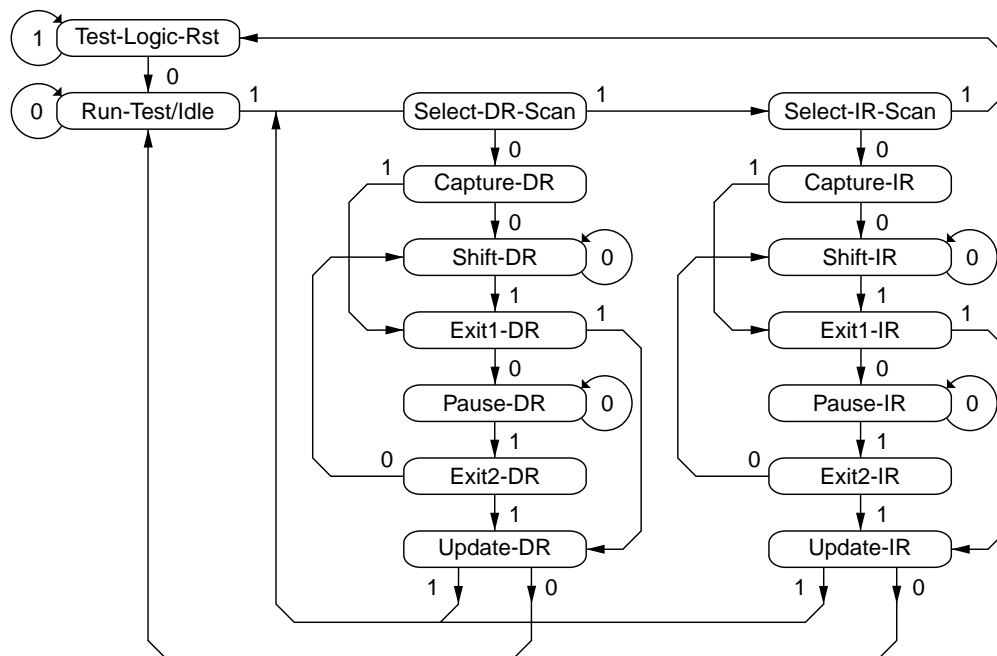 1 Test-Logic-Rst
0
0 Run-Test/Idle 1 Select-DR-Scan 1 Select-IR-Scan 1
0 0
1 Capture-DR 1 Capture-IR
0 0
Shift-DR 0 Shift-IR 0
1 1
Exit1-DR 1 Exit1-IR 1
0 0
Pause-DR 0 Pause-IR 0
1 1
0 Exit2-DR 0 Exit2-IR
1 1
Update-DR Update-IR
1 0 1 0